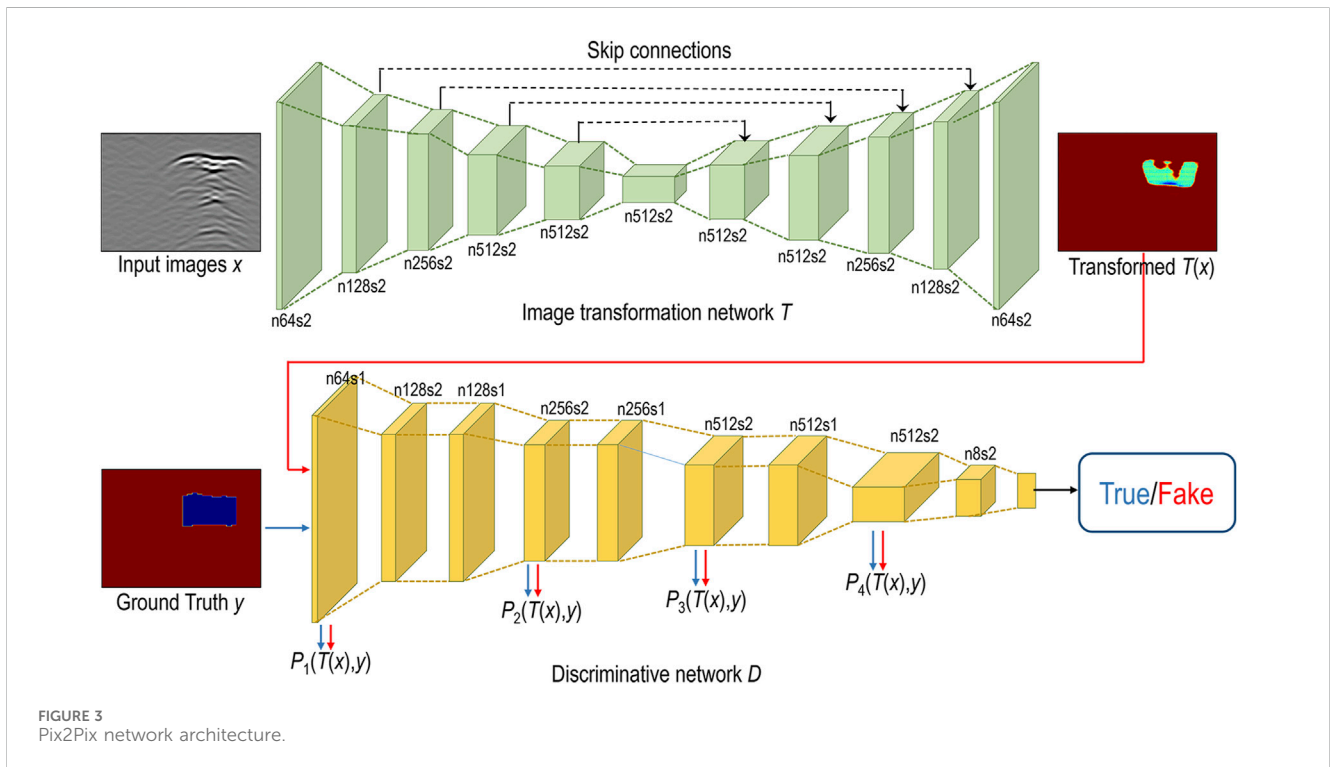 Skip connections
Input images x
n64s2
n128s2
n256s2
n512s2
n512s2
n512s2
n512s2
n512s2
n256s2
n128s2
n64s2
Transformed T(x)
Image transformation network T
n64s1
n128s2
n128s1
n256s2
n256s1
n512s2
n512s1
n512s2
n8s2
True/Fake
Ground Truth y
P₁(T(x),y)
P₂(T(x),y)
P₃(T(x),y)
P₄(T(x),y)
Discriminative network D
FIGURE 3
Pix2Pix network architecture.